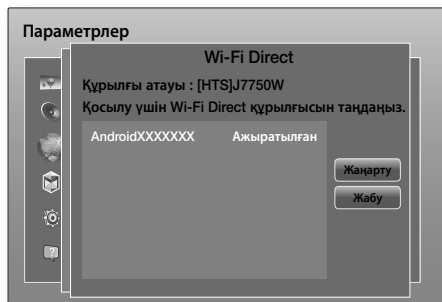 Параметрлер
Wi-Fi Direct
Құрылғы атауы : [HTS]J7750W
Қосылу үшін Wi-Fi Direct құрылғысын таңдаңыз.
AndroidXXXXXXX Ажыратылған
Жаңарту
Жабу